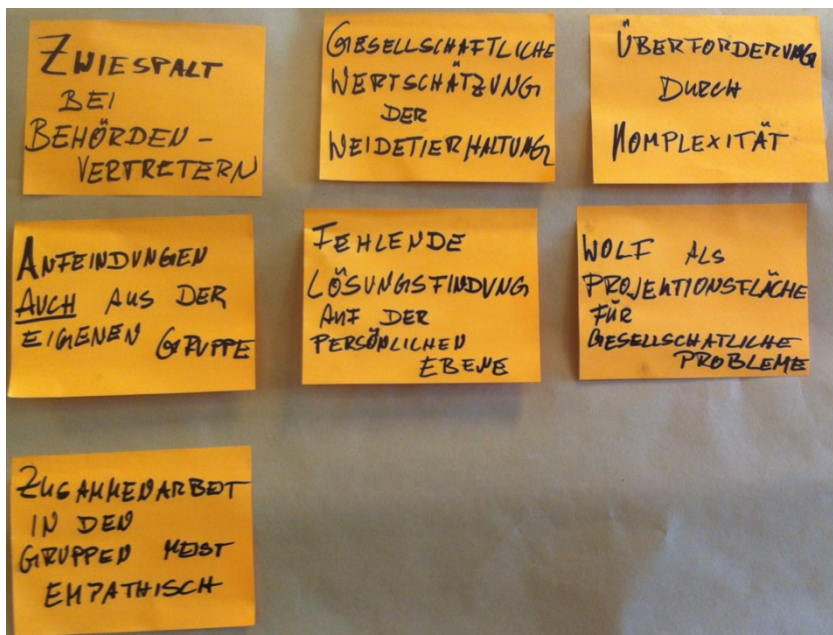 ZWIESPALT
BEI
BEHÖRDEN-
VERTRETERN
GESELLSCHAFTLICHE
WERTSCHÄTZUNG
DER
WEIDETIERHALTUNG
ÜBERFORDERUNG
DURCH
KOMPLEXITÄT
ANFEINDUNGEN
AUCH AUS DER
EIGENEN GRUPPE
FEHLENDE
LÖSUNGSFINDUNG
AUF DER
PERSÖNLICHEN
EBENE
WOLF ALS
PROJEKTIONSFLÄCHE
FÜR
GESELLSCHATLICHE
PROBLEME
ZUSAMMENARBEIT
IN DEN
GRUPPEN MEIST
EMPATHISCH